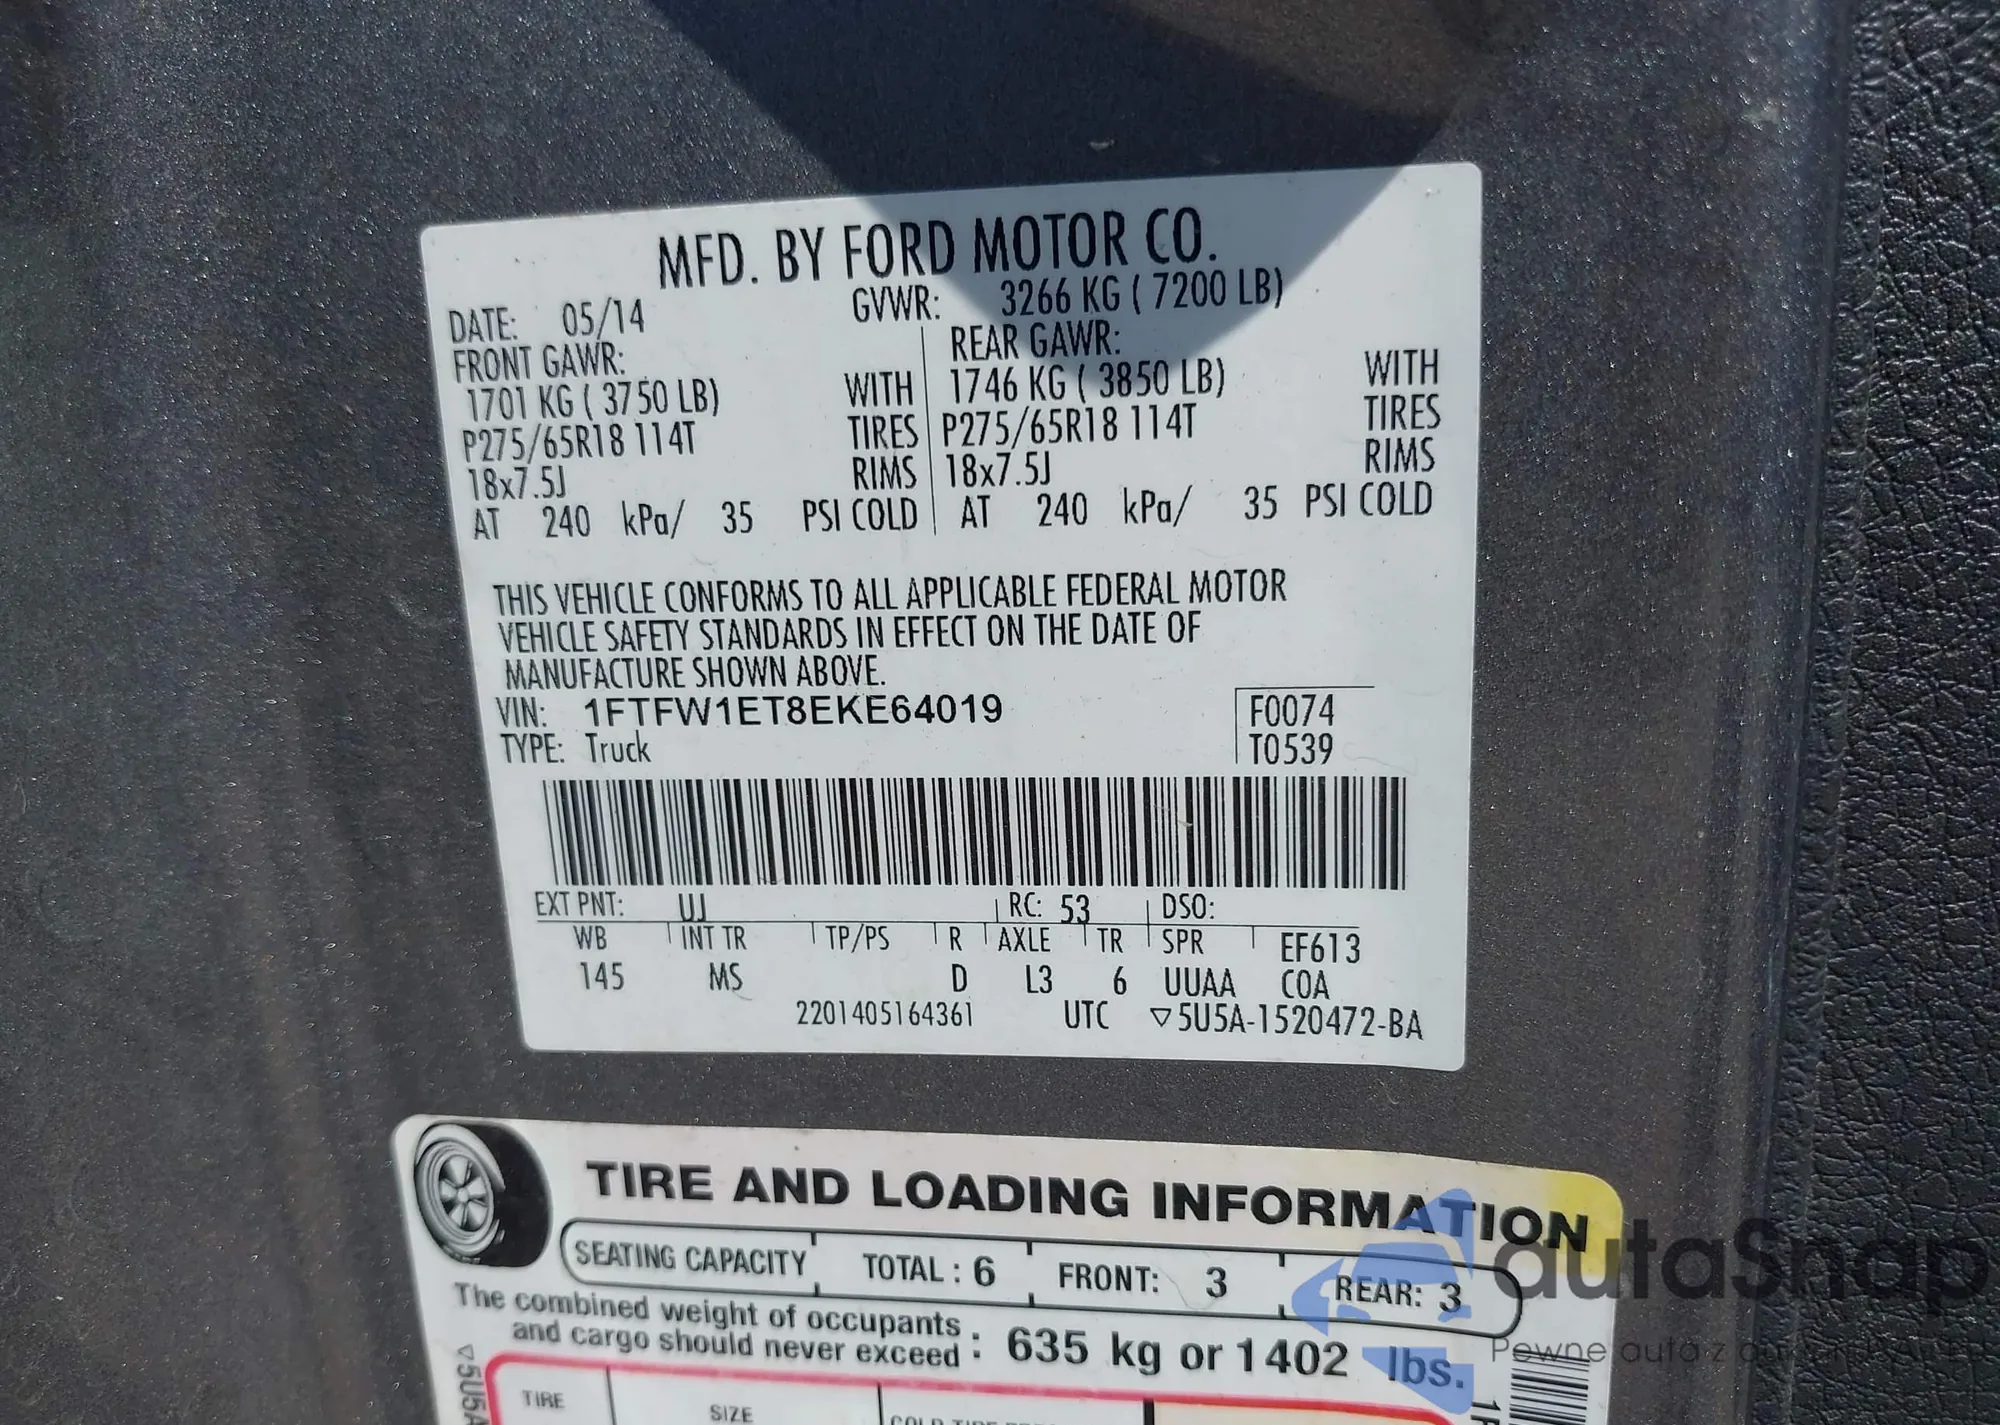 MFD. BY FORD MOTOR CO.
DATE: 05/14 GVWR: 3266 KG ( 7200 LB)
FRONT GAWR: REAR GAWR:
1701 KG ( 3750 LB) WITH 1746 KG ( 3850 LB) WITH
P275/65R18 114T TIRES P275/65R18 114T TIRES
18x7.5J RIMS 18x7.5J RIMS
AT 240 kPa/ 35 PSI COLD AT 240 kPa/ 35 PSI COLD
THIS VEHICLE CONFORMS TO ALL APPLICABLE FEDERAL MOTOR
VEHICLE SAFETY STANDARDS IN EFFECT ON THE DATE OF
MANUFACTURE SHOWN ABOVE.
VIN: 1FTFW1ET8EKE64019 F0074
TYPE: Truck T0539
EXT PNT: UJ RC: 53 DSO:
WB INT TR TP/PS R AXLE TR SPR EF613
145 MS D L3 6 UUAA COA
2201405164361 UTC ▽5U5A-1520472-BA
TIRE AND LOADING INFORMATION
SEATING CAPACITY TOTAL : 6 FRONT: 3 REAR: 3
The combined weight of occupants
and cargo should never exceed : 635 kg or 1402 lbs.
TIRE SIZE
▽5U5A
autaSnap
Pewne auta z